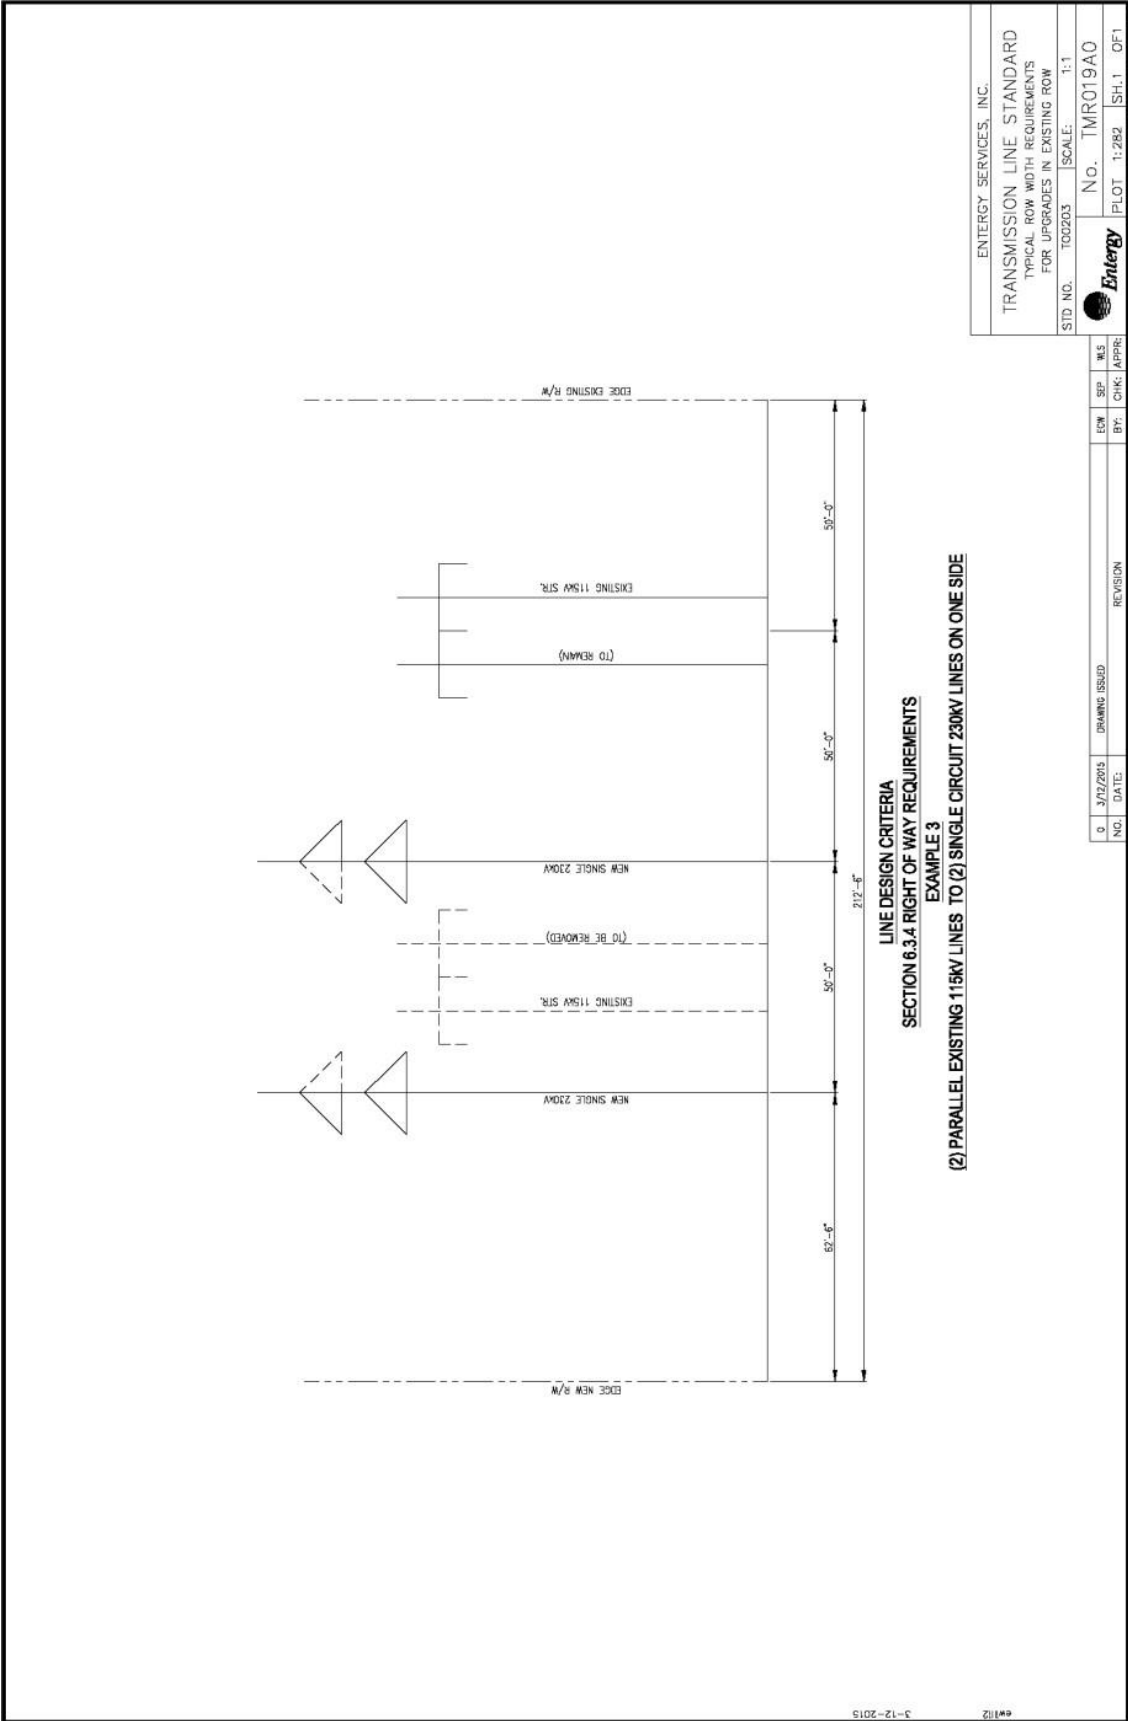 EDGE EXISTING R/W
EXISTING 115KV STR.
(TO REMAIN)
NEW SINGLE 230KV
(TO BE REMOVED)
EXISTING 115KV STR.
NEW SINGLE 230KV
EDGE NEW R/W
62'-6"
50'-0"
50'-0"
50'-0"
212'-6"
LINE DESIGN CRITERIA
SECTION 6.3.4 RIGHT OF WAY REQUIREMENTS
EXAMPLE 3
(2) PARALLEL EXISTING 115KV LINES TO (2) SINGLE CIRCUIT 230KV LINES ON ONE SIDE
ENTERGY SERVICES, INC.
TRANSMISSION LINE STANDARD
TYPICAL ROW WIDTH REQUIREMENTS
FOR UPGRADES IN EXISTING ROW
STD NO. T00203 SCALE: 1:1
Entergy
No. TMR019A0
PLOT 1:282 SH.1 OF1
0 3/12/2015 DRAWING ISSUED ECW SEP WLS
NO. DATE: REVISION BY: CHK: APPR:
3-12-2015
ewill2